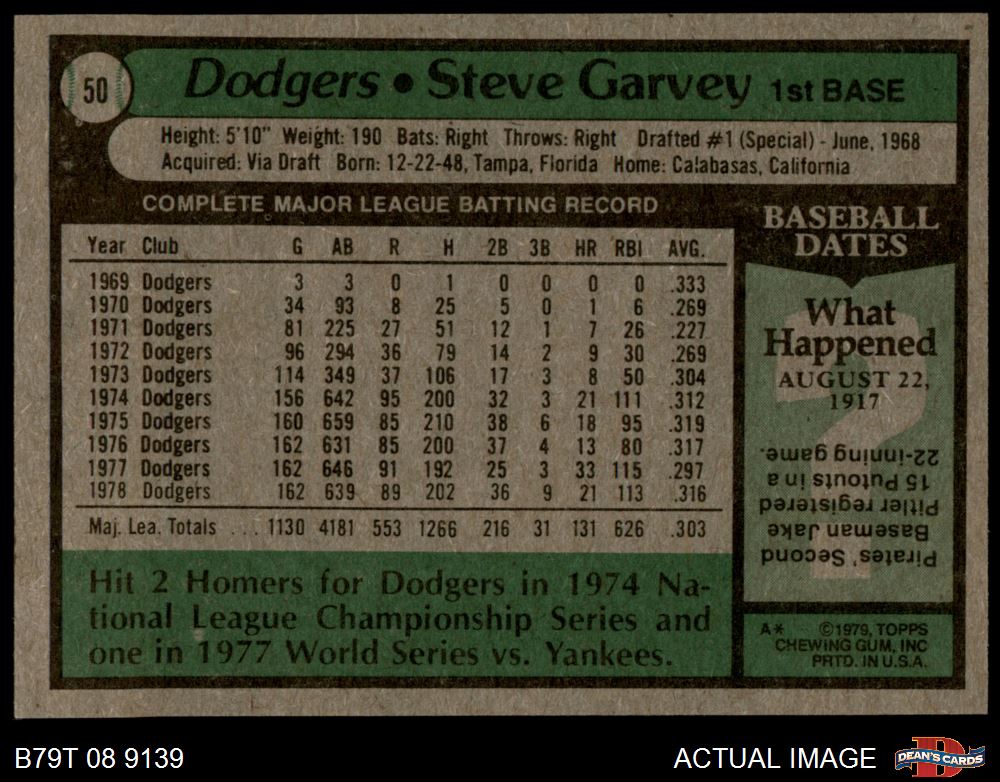 50
Dodgers • Steve Garvey 1st BASE
Height: 5'10" Weight: 190 Bats: Right Throws: Right Drafted #1 (Special) - June, 1968
Acquired: Via Draft Born: 12-22-48, Tampa, Florida Home: Calabasas, California
COMPLETE MAJOR LEAGUE BATTING RECORD
Year Club G AB R H 2B 3B HR RBI AVG.
1969 Dodgers 3 3 0 1 0 0 0 0 .333
1970 Dodgers 34 93 8 25 5 0 1 6 .269
1971 Dodgers 81 225 27 51 12 1 7 26 .227
1972 Dodgers 96 294 36 79 14 2 9 30 .269
1973 Dodgers 114 349 37 106 17 3 8 50 .304
1974 Dodgers 156 642 95 200 32 3 21 111 .312
1975 Dodgers 160 659 85 210 38 6 18 95 .319
1976 Dodgers 162 631 85 200 37 4 13 80 .317
1977 Dodgers 162 646 91 192 25 3 33 115 .297
1978 Dodgers 162 639 89 202 36 9 21 113 .316
Maj. Lea. Totals ... 1130 4181 553 1266 216 31 131 626 .303
Hit 2 Homers for Dodgers in 1974 Na-
tional League Championship Series and
one in 1977 World Series vs. Yankees.
BASEBALL
DATES
What
Happened
AUGUST 22,
1917
Pirates' Second
Baseman Jake
Pitler registered
15 Putouts in a
22-inning game.
A* ©1979, TOPPS
CHEWING GUM, INC
PRTD. IN U.S.A.
B79T 08 9139
ACTUAL IMAGE
D
DEAN'S CARDS